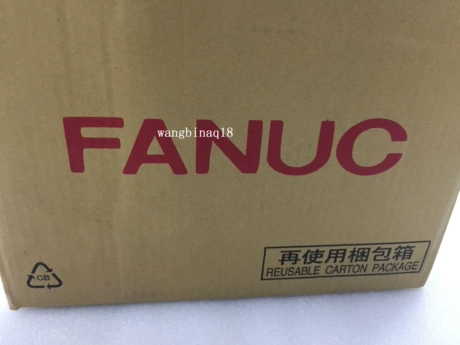 FANUC
wangbinaq18
再使用梱包箱
REUSABLE CARTON PACKAGE
CB